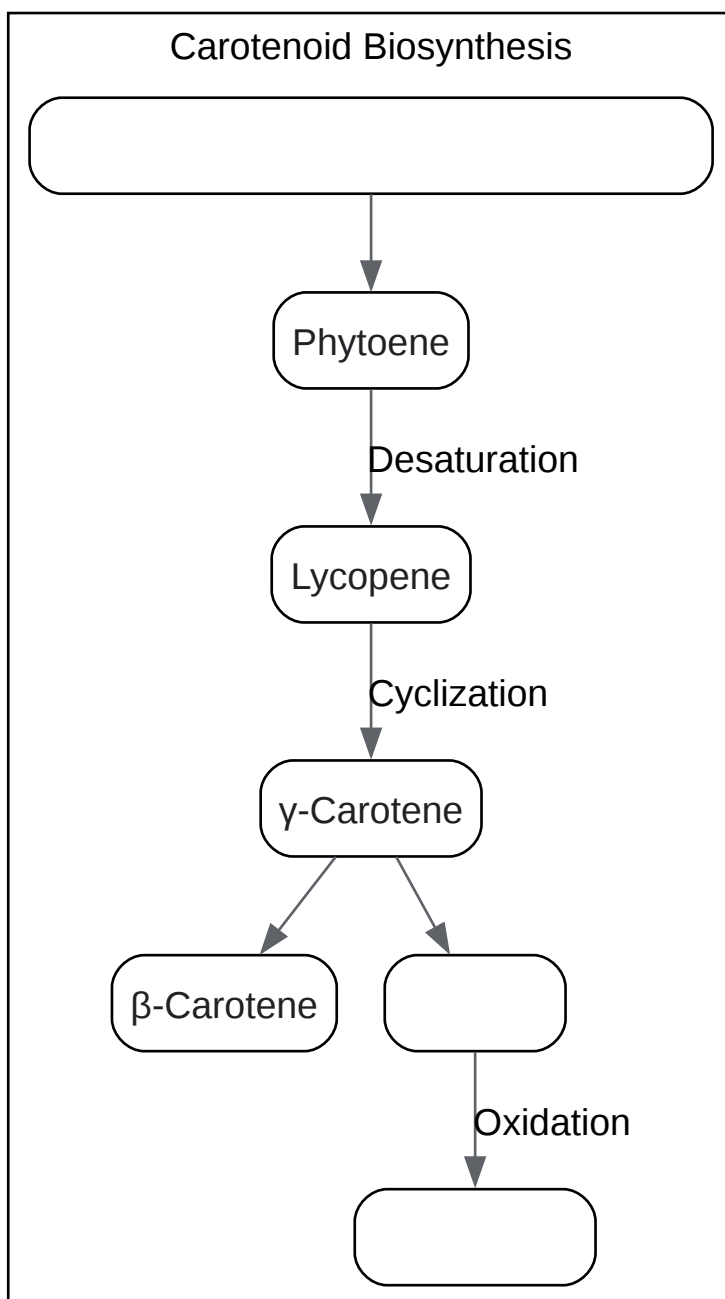 Carotenoid Biosynthesis
Phytoene
Desaturation
Lycopene
Cyclization
γ-Carotene
β-Carotene
Oxidation